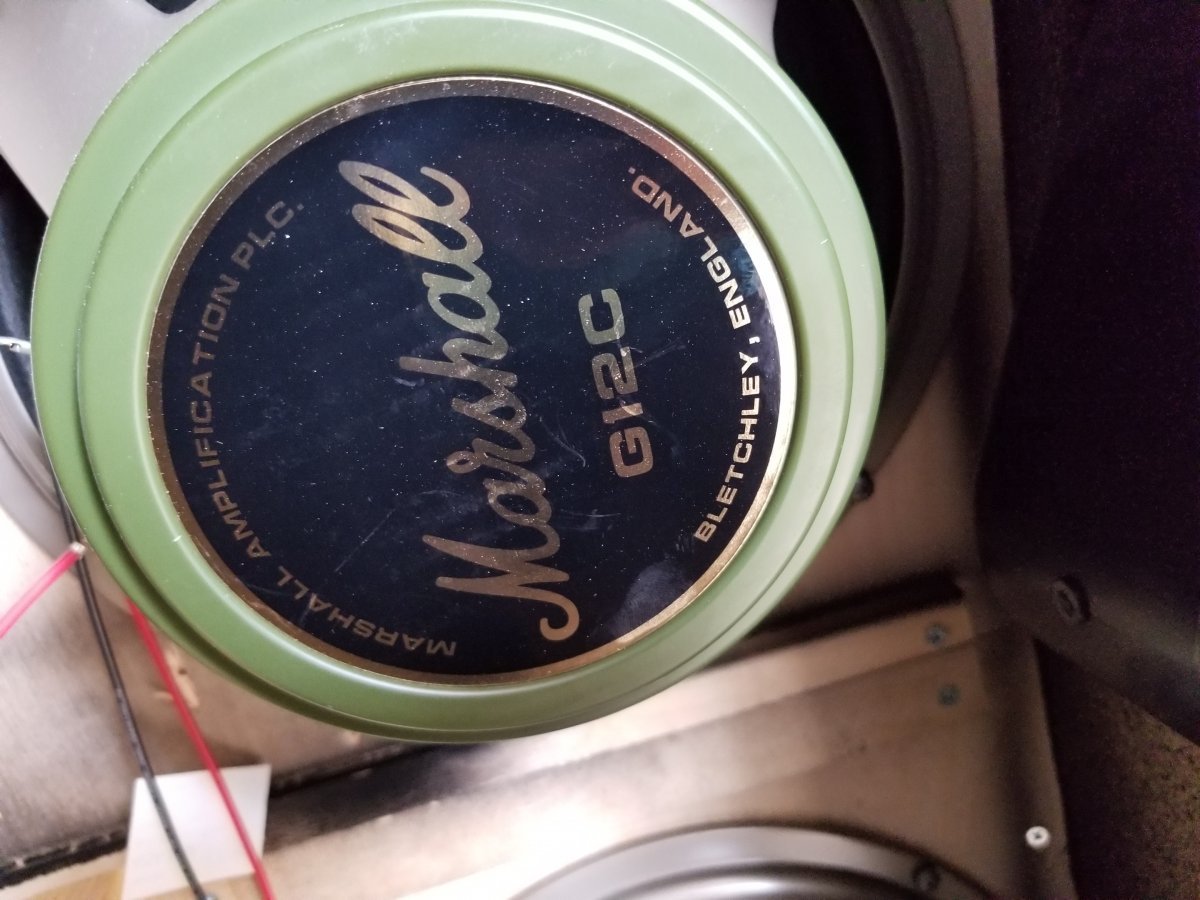 MARSHALL AMPLIFICATION PLC.
Marshall
G12C
BLETCHLEY, ENGLAND.